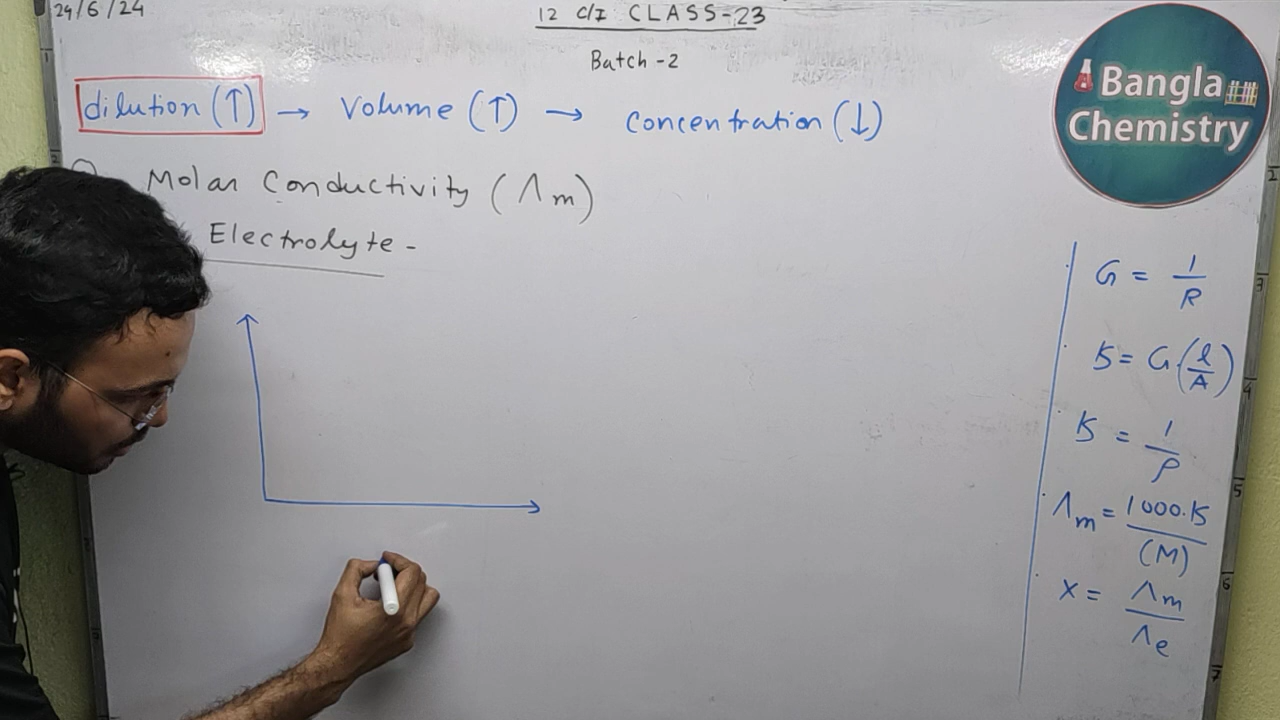 24/6/24
12 C/I CLASS-23
Batch-2
Bangla
Chemistry
dilution (↑) → Volume (↑) → Concentration (↓)
Molar Conductivity (Λm)
Electrolyte -
G = 1/R
K = G.(l/A)
K = 1/ρ
Λm = 1000.K/(M)
x = Λm/Λe